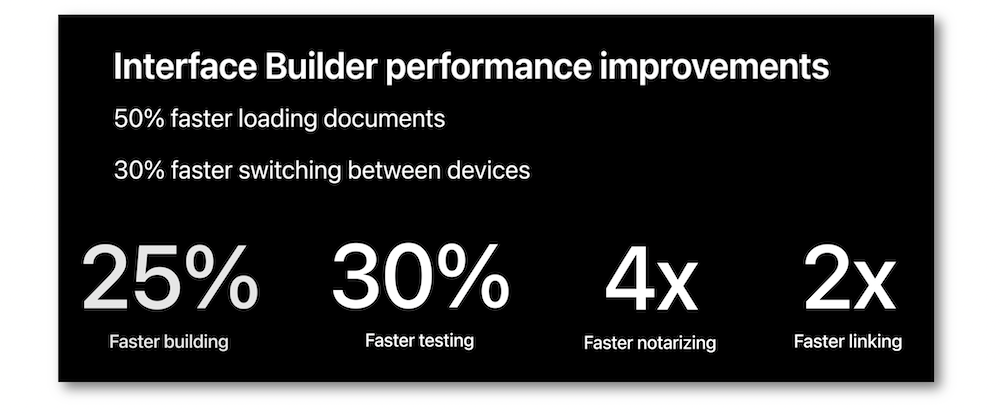 Interface Builder performance improvements
50% faster loading documents
30% faster switching between devices
25% 30% 4x 2x
Faster building Faster testing Faster notarizing Faster linking